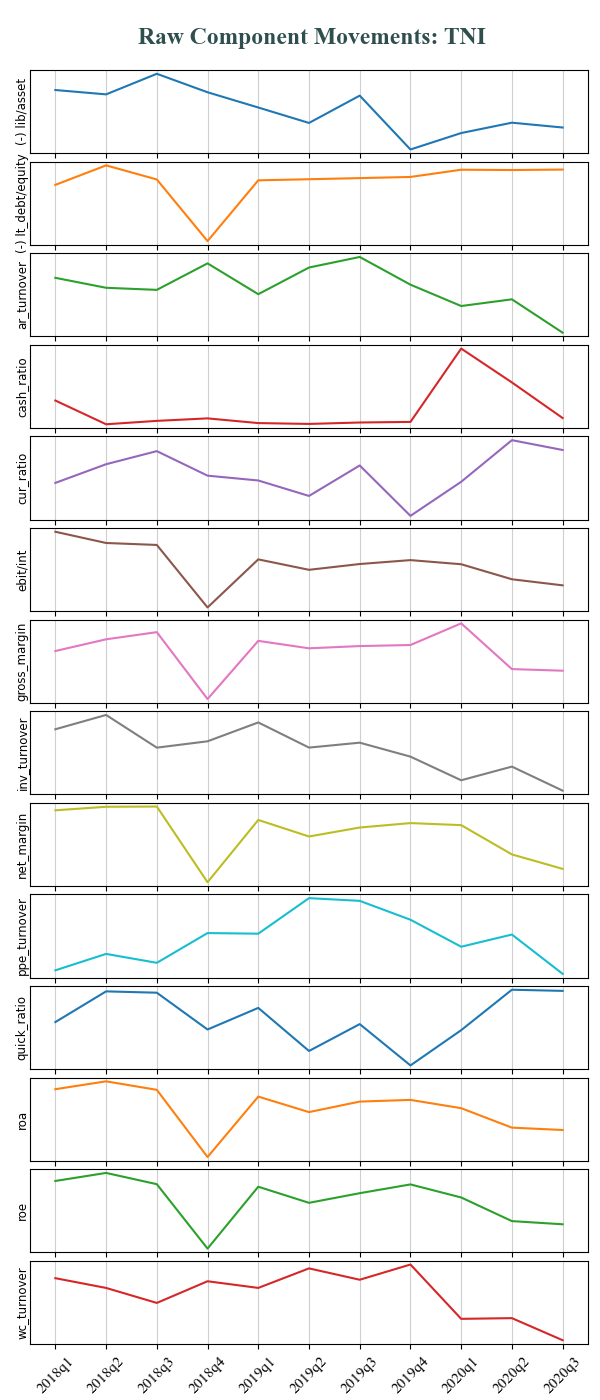 Raw Component Movements: TNI
(-) lib/asset
(-) lt_debt/equity
ar_turnover
cash_ratio
cur_ratio
ebit/int
gross_margin
inv_turnover
net_margin
ppe_turnover
quick_ratio
roa
roe
wc_turnover
2018q1 2018q2 2018q3 2018q4 2019q1 2019q2 2019q3 2019q4 2020q1 2020q2 2020q3